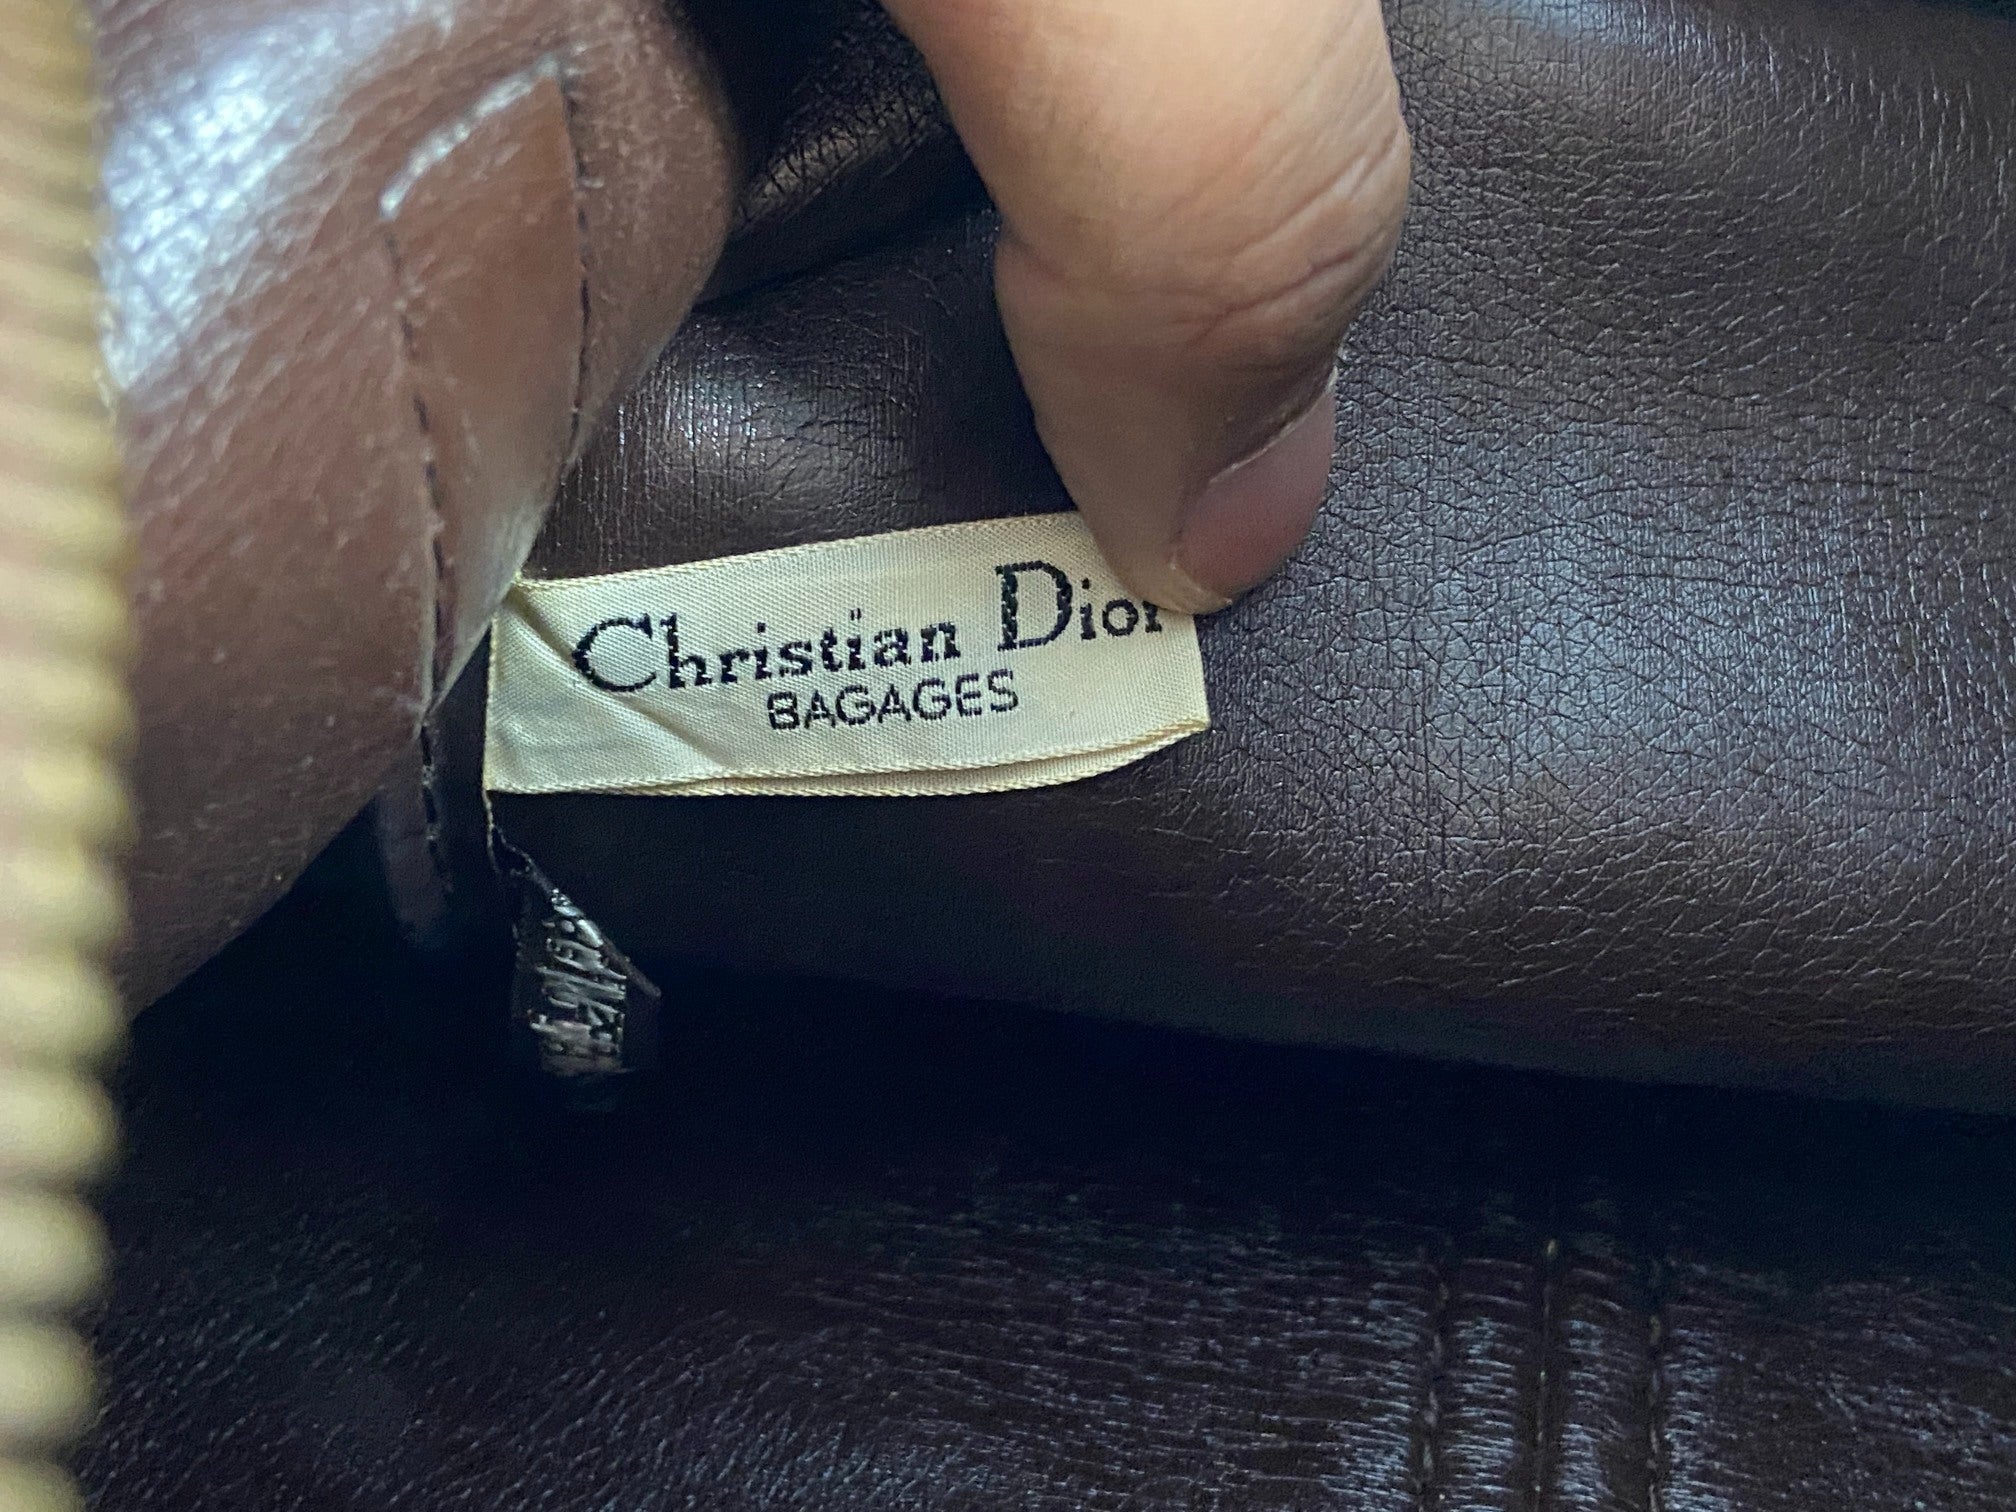 Christian Dior
BAGAGES